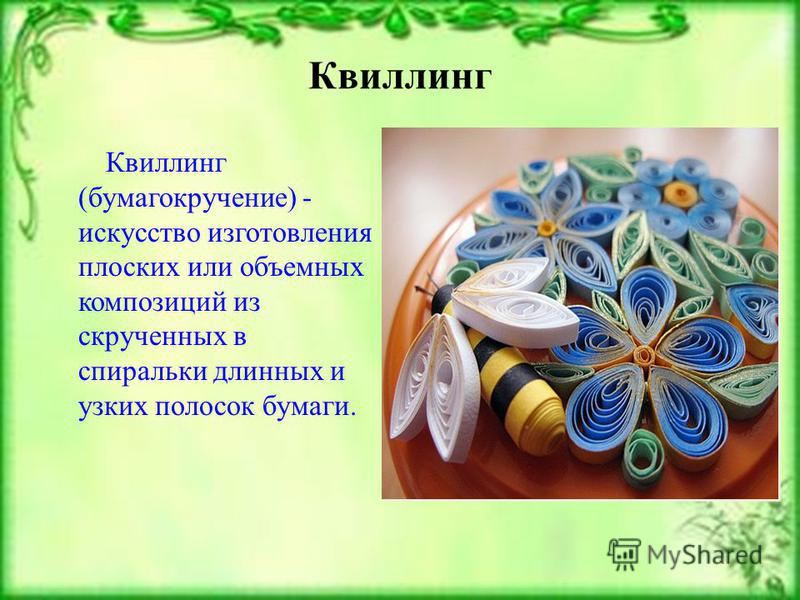 Квиллинг
Квиллинг
(бумагокручение) -
искусство изготовления
плоских или объемных
композиций из
скрученных в
спиральки длинных и
узких полосок бумаги.
MyShared